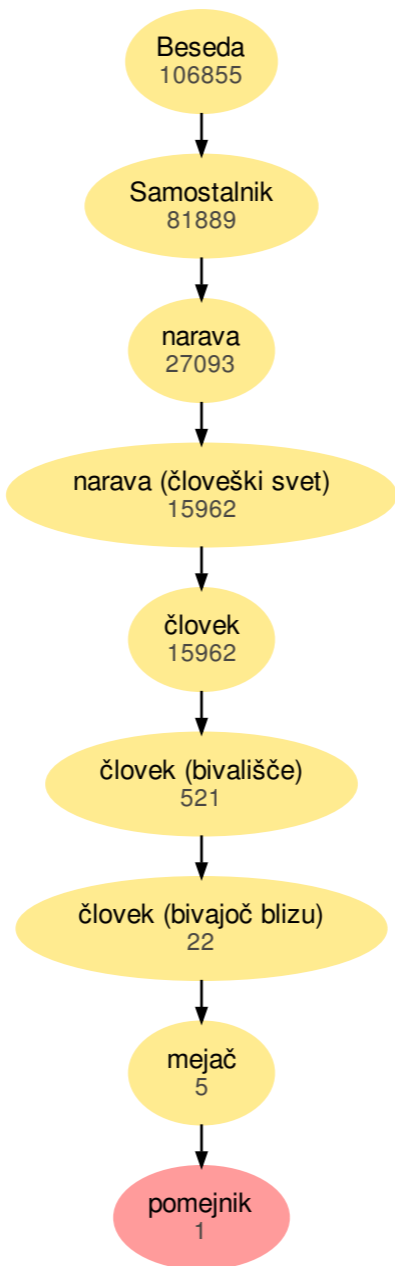 Beseda
106855
Samostalnik
81889
narava
27093
narava (človeški svet)
15962
človek
15962
človek (bivališče)
521
človek (bivajoč blizu)
22
mejač
5
pomejnik
1